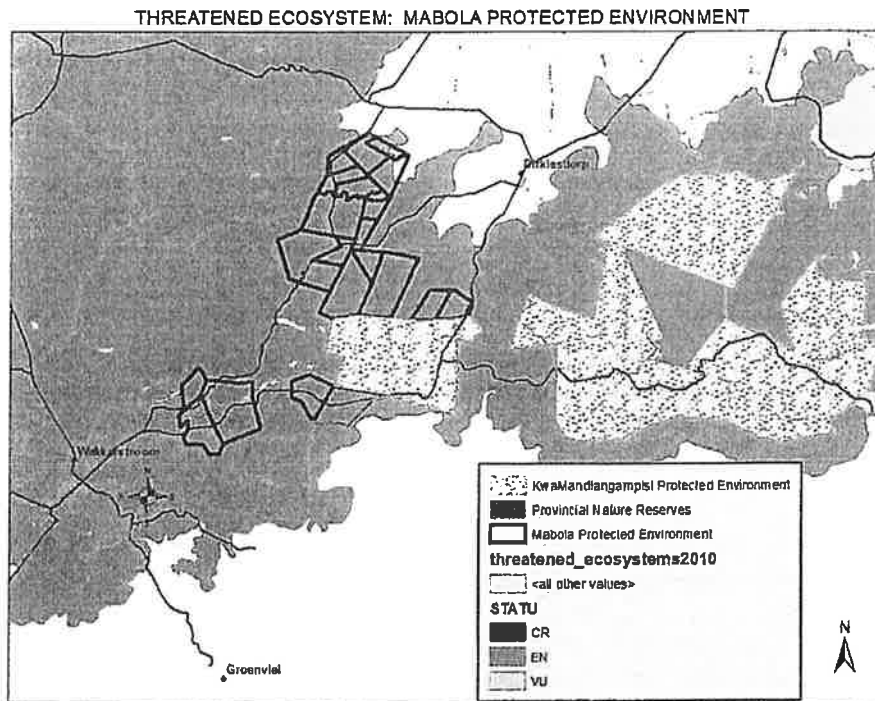 THREATENED ECOSYSTEM: MABOLA PROTECTED ENVIRONMENT
Dirkiesdorp
Wakkerstroom
N
Groenvlei
KwaMandlangampisi Protected Environment
Provincial Nature Reserves
Mabola Protected Environment
threatened_ecosystems2010
<all other values>
STATU
CR
EN
VU
N